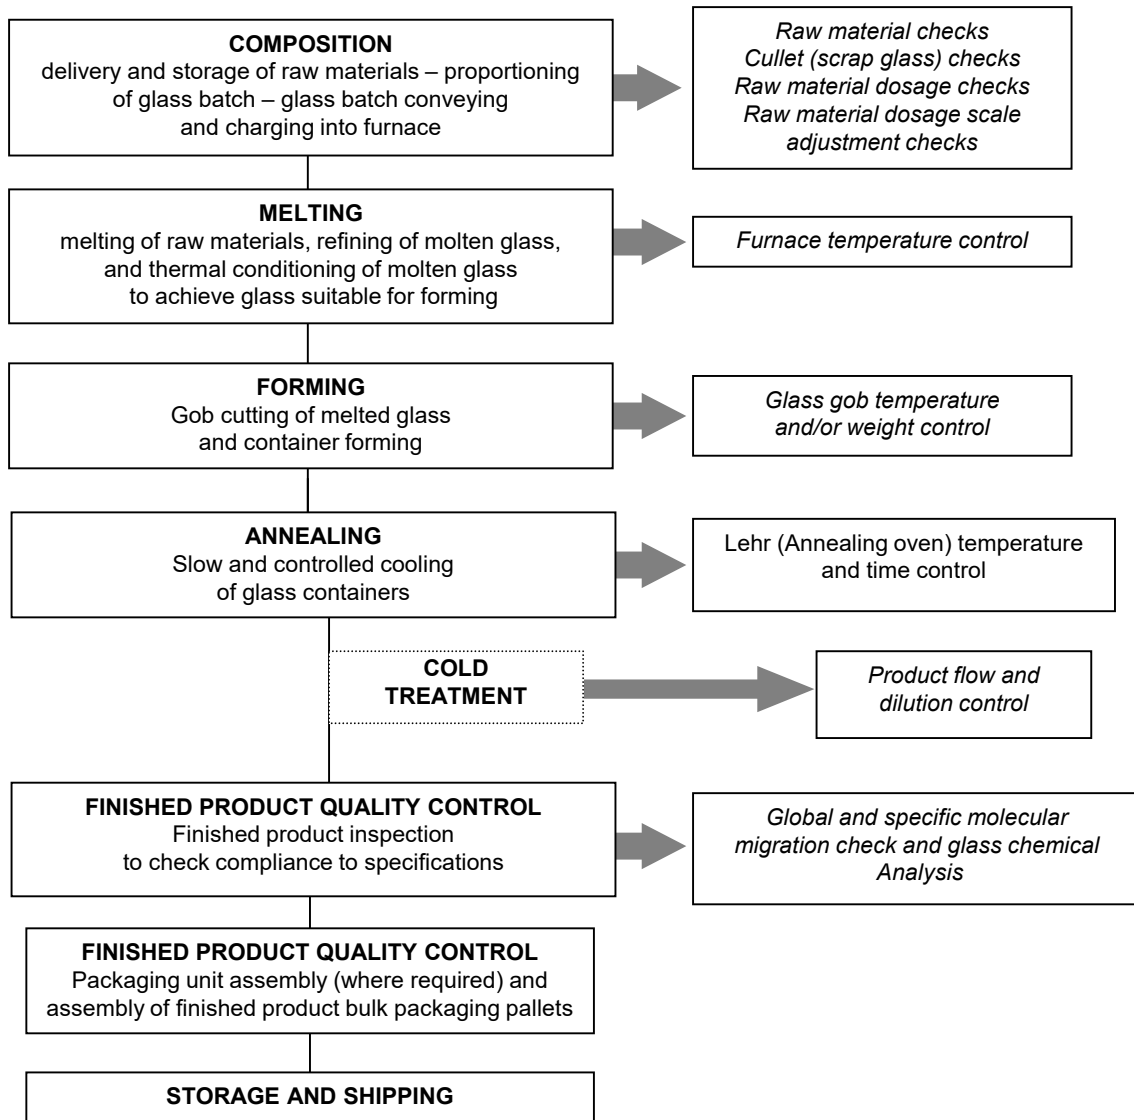 COMPOSITION
delivery and storage of raw materials – proportioning
of glass batch – glass batch conveying
and charging into furnace
Raw material checks
Cullet (scrap glass) checks
Raw material dosage checks
Raw material dosage scale
adjustment checks
MELTING
melting of raw materials, refining of molten glass,
and thermal conditioning of molten glass
to achieve glass suitable for forming
Furnace temperature control
FORMING
Gob cutting of melted glass
and container forming
Glass gob temperature
and/or weight control
ANNEALING
Slow and controlled cooling
of glass containers
Lehr (Annealing oven) temperature
and time control
COLD
TREATMENT
Product flow and
dilution control
FINISHED PRODUCT QUALITY CONTROL
Finished product inspection
to check compliance to specifications
Global and specific molecular
migration check and glass chemical
Analysis
FINISHED PRODUCT QUALITY CONTROL
Packaging unit assembly (where required) and
assembly of finished product bulk packaging pallets
STORAGE AND SHIPPING